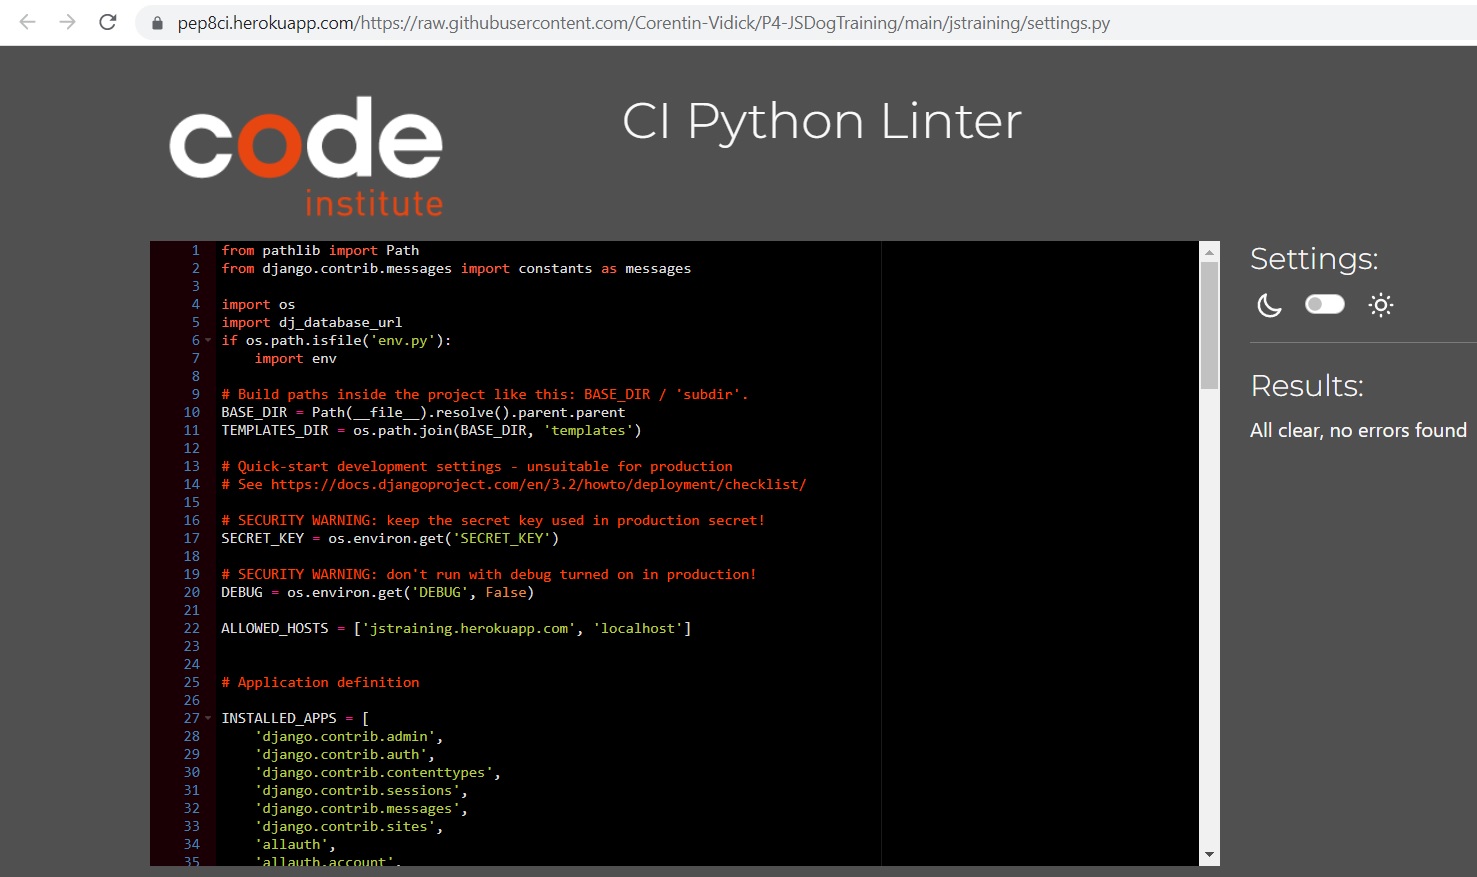 pep8ci.herokuapp.com/https://raw.githubusercontent.com/Corentin-Vidick/P4-JSDogTraining/main/jstraining/settings.py
code
institute
CI Python Linter
1 from pathlib import Path
2 from django.contrib.messages import constants as messages
3
4 import os
5 import dj_database_url
6 if os.path.isfile('env.py'):
7     import env
8
9 # Build paths inside the project like this: BASE_DIR / 'subdir'.
10 BASE_DIR = Path(__file__).resolve().parent.parent
11 TEMPLATES_DIR = os.path.join(BASE_DIR, 'templates')
12
13 # Quick-start development settings - unsuitable for production
14 # See https://docs.djangoproject.com/en/3.2/howto/deployment/checklist/
15
16 # SECURITY WARNING: keep the secret key used in production secret!
17 SECRET_KEY = os.environ.get('SECRET_KEY')
18
19 # SECURITY WARNING: don't run with debug turned on in production!
20 DEBUG = os.environ.get('DEBUG', False)
21
22 ALLOWED_HOSTS = ['jstraining.herokuapp.com', 'localhost']
23
24
25 # Application definition
26
27 INSTALLED_APPS = [
28     'django.contrib.admin',
29     'django.contrib.auth',
30     'django.contrib.contenttypes',
31     'django.contrib.sessions',
32     'django.contrib.messages',
33     'django.contrib.sites',
34     'allauth',
35     'allauth.account',
Settings:
Results:
All clear, no errors found